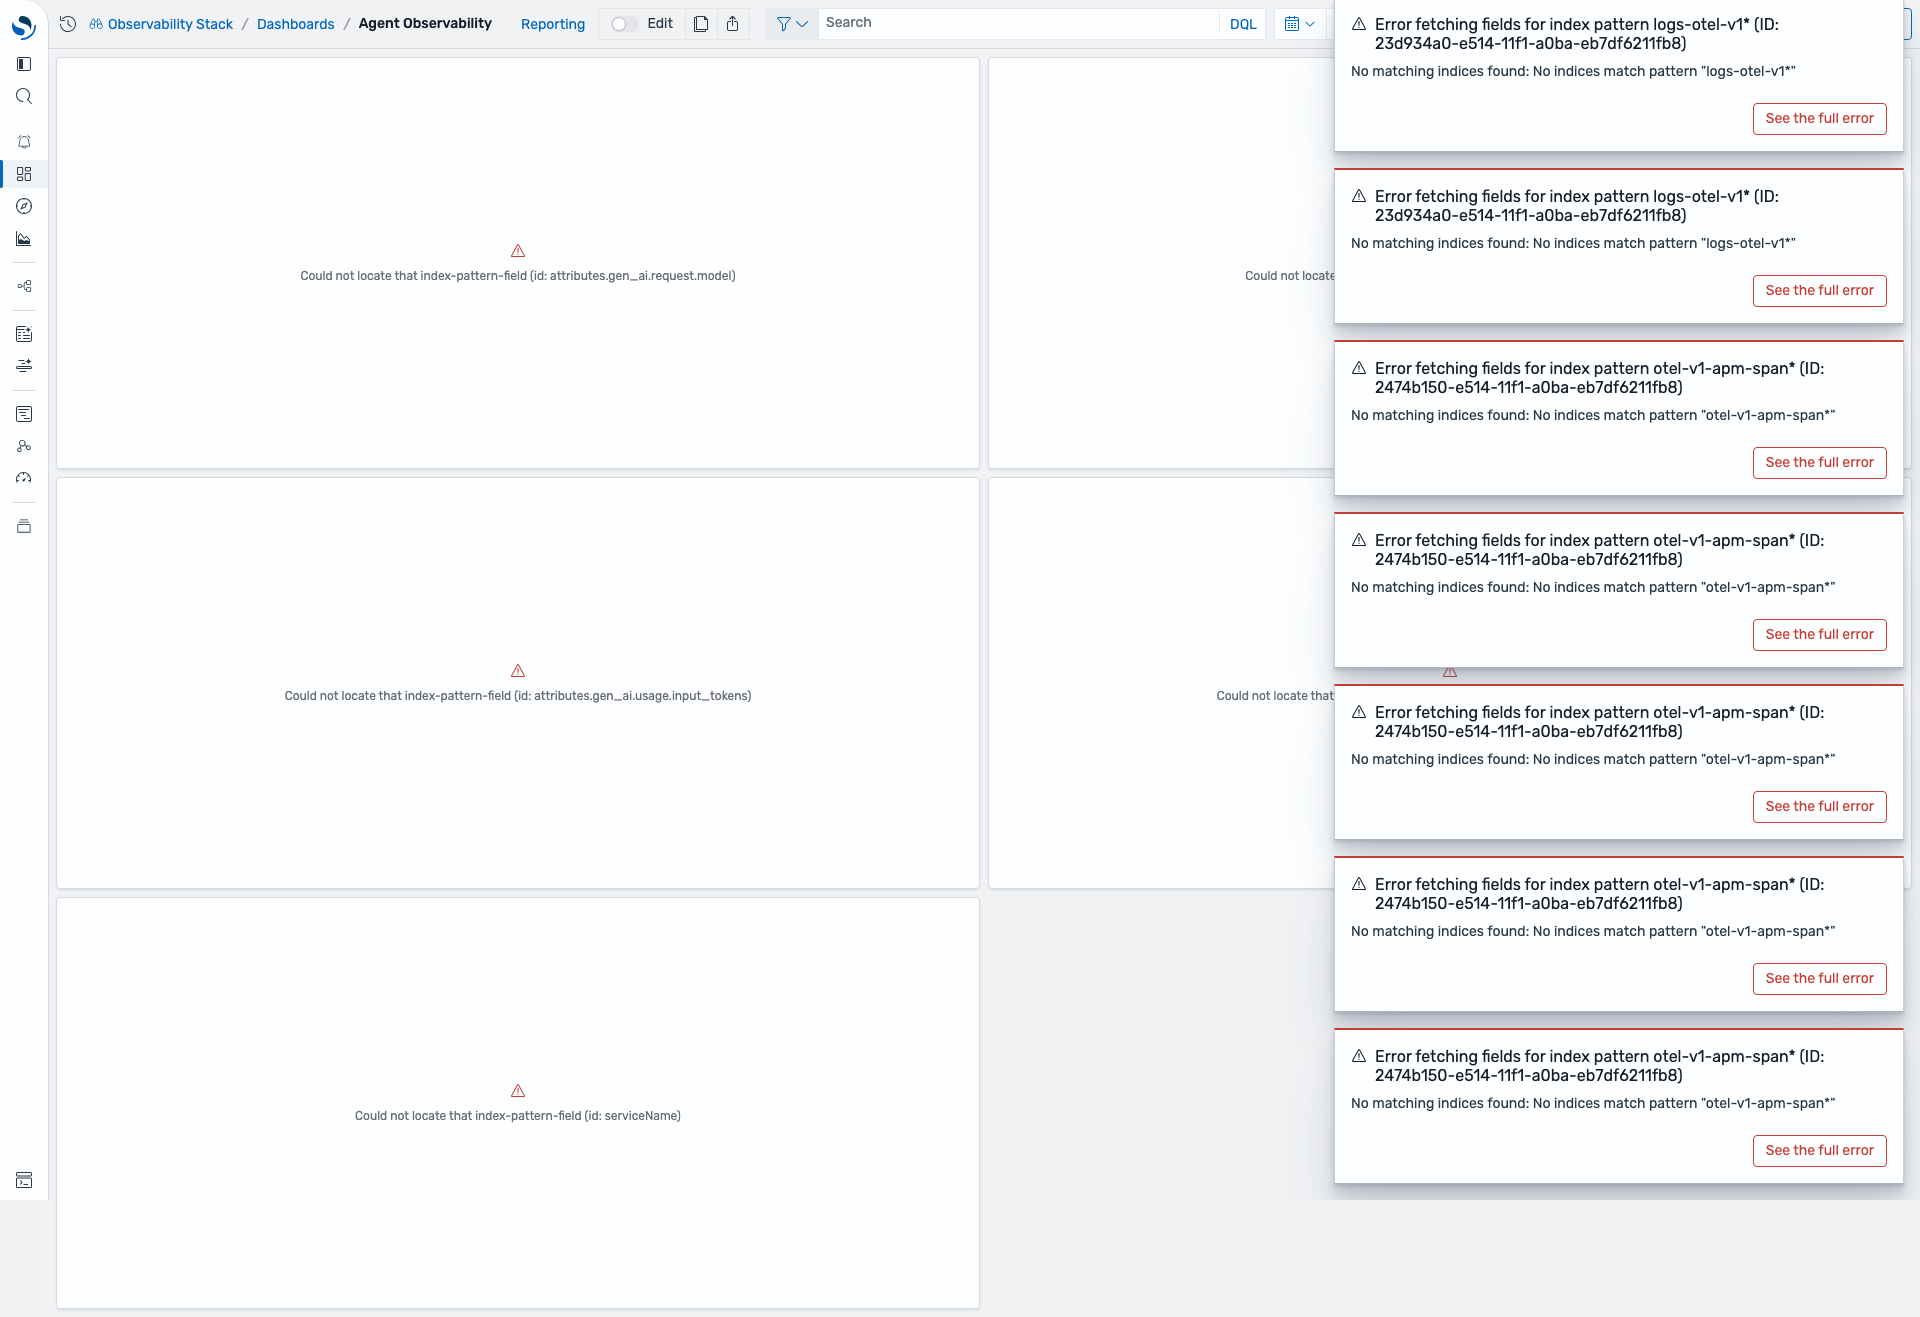 Observability Stack / Dashboards / Agent Observability Reporting Edit Search DQL
Could not locate that index-pattern-field (id: attributes.gen_ai.request.model)
Could not locate
Could not locate that index-pattern-field (id: attributes.gen_ai.usage.input_tokens)
Could not locate that
Could not locate that index-pattern-field (id: serviceName)
Error fetching fields for index pattern logs-otel-v1* (ID:
23d934a0-e514-11f1-a0ba-eb7df6211fb8)
No matching indices found: No indices match pattern "logs-otel-v1*"
See the full error
Error fetching fields for index pattern logs-otel-v1* (ID:
23d934a0-e514-11f1-a0ba-eb7df6211fb8)
No matching indices found: No indices match pattern "logs-otel-v1*"
See the full error
Error fetching fields for index pattern otel-v1-apm-span* (ID:
2474b150-e514-11f1-a0ba-eb7df6211fb8)
No matching indices found: No indices match pattern "otel-v1-apm-span*"
See the full error
Error fetching fields for index pattern otel-v1-apm-span* (ID:
2474b150-e514-11f1-a0ba-eb7df6211fb8)
No matching indices found: No indices match pattern "otel-v1-apm-span*"
See the full error
Error fetching fields for index pattern otel-v1-apm-span* (ID:
2474b150-e514-11f1-a0ba-eb7df6211fb8)
No matching indices found: No indices match pattern "otel-v1-apm-span*"
See the full error
Error fetching fields for index pattern otel-v1-apm-span* (ID:
2474b150-e514-11f1-a0ba-eb7df6211fb8)
No matching indices found: No indices match pattern "otel-v1-apm-span*"
See the full error
Error fetching fields for index pattern otel-v1-apm-span* (ID:
2474b150-e514-11f1-a0ba-eb7df6211fb8)
No matching indices found: No indices match pattern "otel-v1-apm-span*"
See the full error